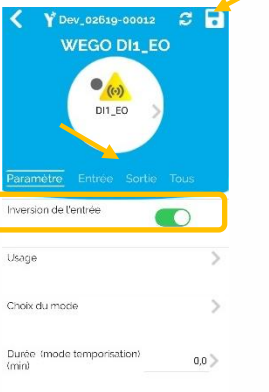 Dev_02619-00012
WEGO DI1_EO
DI1_EO
Paramètre Entrée Sortie Tous
Inversion de l'entrée
Usage
Choix du mode
Durée (mode temporisation)
(min)
0,0